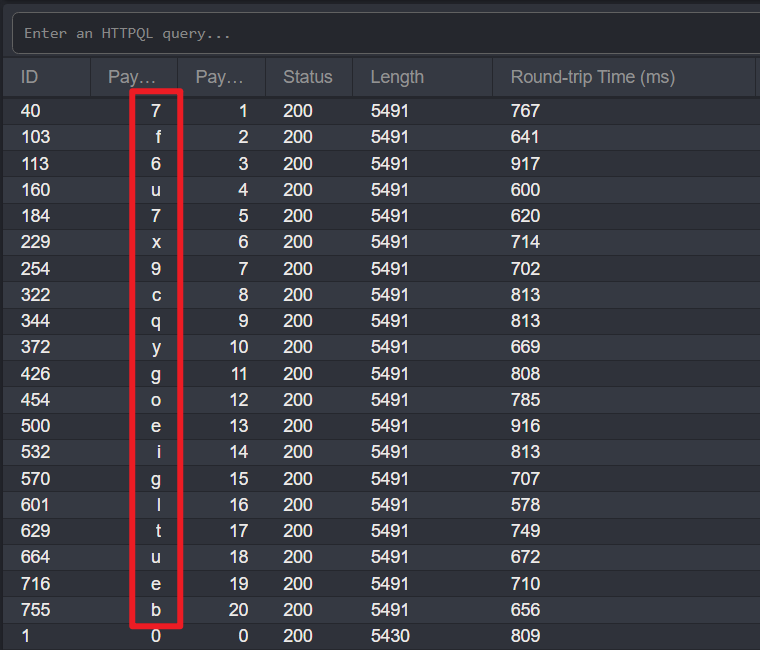 Enter an HTTPQL query...
ID Pay... Pay... Status Length Round-trip Time (ms)
40 7 1 200 5491 767
103 f 2 200 5491 641
113 6 3 200 5491 917
160 u 4 200 5491 600
184 7 5 200 5491 620
229 x 6 200 5491 714
254 9 7 200 5491 702
322 c 8 200 5491 813
344 q 9 200 5491 813
372 y 10 200 5491 669
426 g 11 200 5491 808
454 o 12 200 5491 785
500 e 13 200 5491 916
532 i 14 200 5491 813
570 g 15 200 5491 707
601 l 16 200 5491 578
629 t 17 200 5491 749
664 u 18 200 5491 672
716 e 19 200 5491 710
755 b 20 200 5491 656
1 0 0 200 5430 809